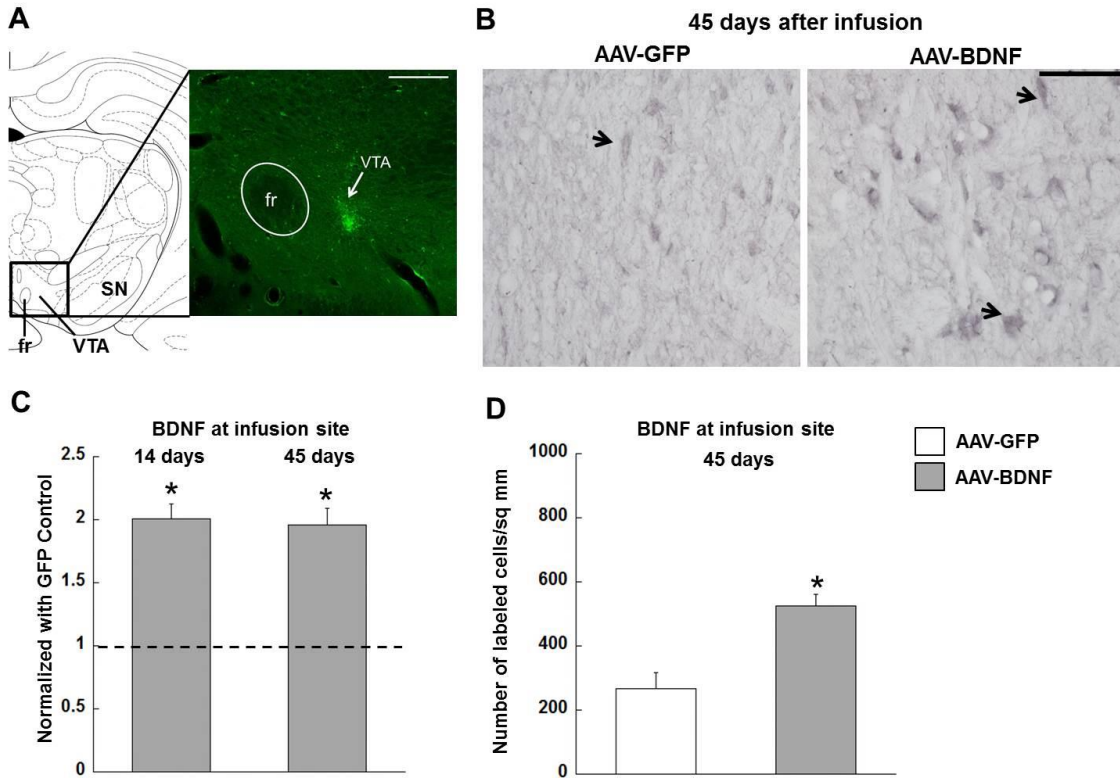 A
SN
fr
VTA
fr
VTA
B
45 days after infusion
AAV-GFP
AAV-BDNF
C
BDNF at infusion site
14 days
45 days
Normalized with GFP Control
2.5
2
1.5
1
0.5
0
*
*
D
BDNF at infusion site
45 days
Number of labeled cells/sq mm
1000
800
600
400
200
0
*
AAV-GFP
AAV-BDNF